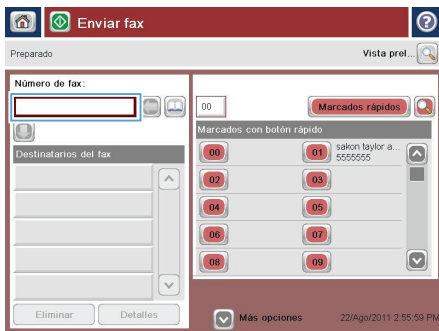 Enviar fax
Preparado
Vista prel...
Número de fax:
00
Marcados rápidos
Marcados con botón rápido
Destinatarios del fax
00
01 sakon taylor a...
5555555
02
03
04
05
06
07
08
09
Eliminar
Detalles
Más opciones
22/Ago/2011 2:55:59 PM